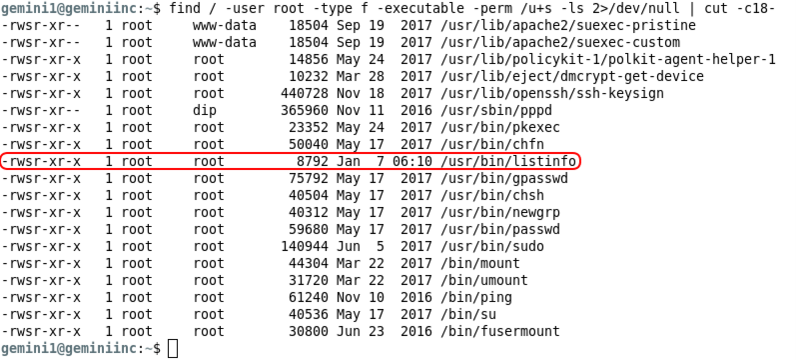 gemini1@geminiinc:~$ find / -user root -type f -executable -perm /u+s -ls 2>/dev/null | cut -c18-
-rwsr-xr--   1 root     www-data    18504 Sep 19  2017 /usr/lib/apache2/suexec-pristine
-rwsr-xr--   1 root     www-data    18504 Sep 19  2017 /usr/lib/apache2/suexec-custom
-rwsr-xr-x   1 root     root        14856 May 24  2017 /usr/lib/policykit-1/polkit-agent-helper-1
-rwsr-xr-x   1 root     root        10232 Mar 28  2017 /usr/lib/eject/dmcrypt-get-device
-rwsr-xr-x   1 root     root       440728 Nov 18  2017 /usr/lib/openssh/ssh-keysign
-rwsr-xr--   1 root     dip        365960 Nov 11  2016 /usr/sbin/pppd
-rwsr-xr-x   1 root     root        23352 May 24  2017 /usr/bin/pkexec
-rwsr-xr-x   1 root     root        50040 May 17  2017 /usr/bin/chfn
-rwsr-xr-x   1 root     root         8792 Jan  7 06:10 /usr/bin/listinfo
-rwsr-xr-x   1 root     root        75792 May 17  2017 /usr/bin/gpasswd
-rwsr-xr-x   1 root     root        40504 May 17  2017 /usr/bin/chsh
-rwsr-xr-x   1 root     root        40312 May 17  2017 /usr/bin/newgrp
-rwsr-xr-x   1 root     root        59680 May 17  2017 /usr/bin/passwd
-rwsr-xr-x   1 root     root       140944 Jun  5  2017 /usr/bin/sudo
-rwsr-xr-x   1 root     root        44304 Mar 22  2017 /bin/mount
-rwsr-xr-x   1 root     root        31720 Mar 22  2017 /bin/umount
-rwsr-xr-x   1 root     root        61240 Nov 10  2016 /bin/ping
-rwsr-xr-x   1 root     root        40536 May 17  2017 /bin/su
-rwsr-xr-x   1 root     root        30800 Jun 23  2016 /bin/fusermount
gemini1@geminiinc:~$